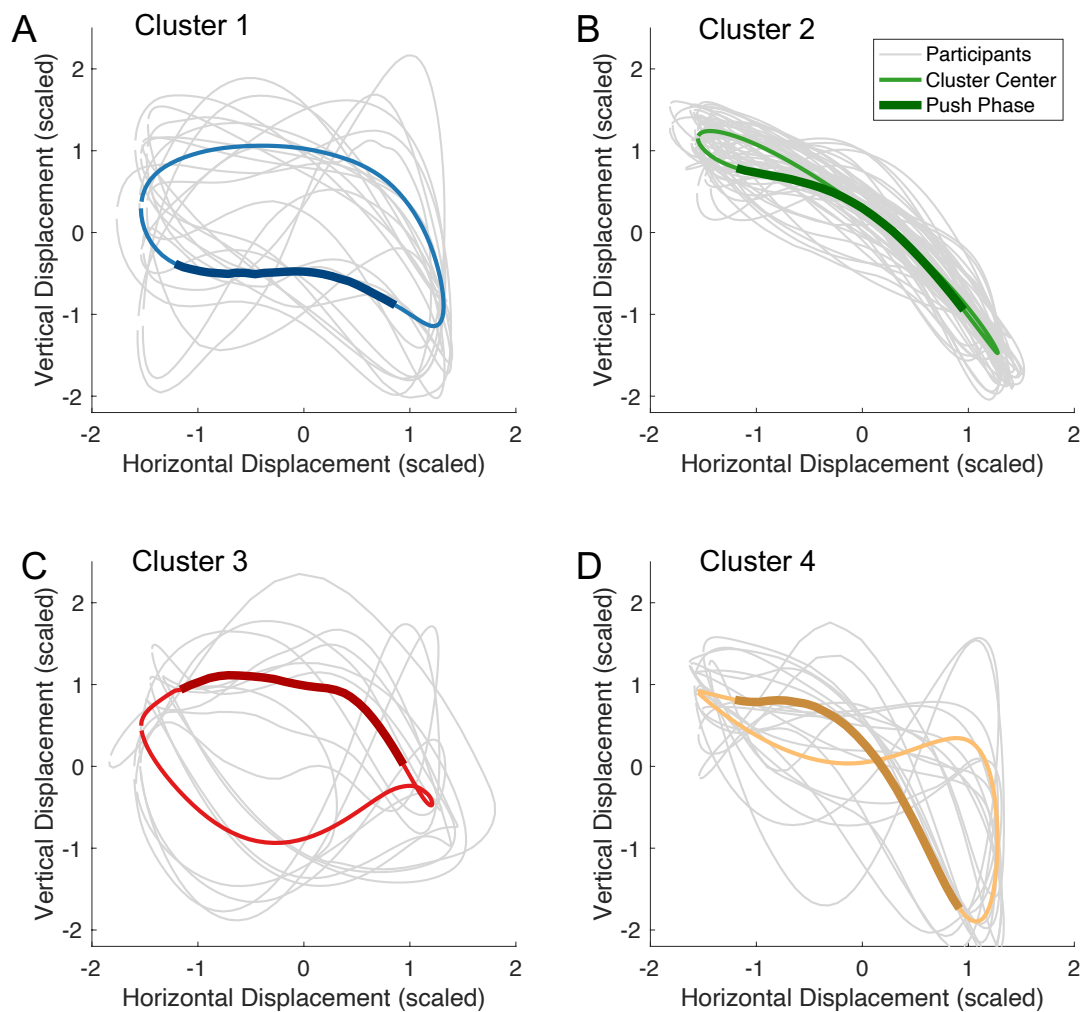 A
Cluster 1
Vertical Displacement (scaled)
2
1
0
-1
-2
-2
-1
0
1
2
Horizontal Displacement (scaled)
B
Cluster 2
Participants
Cluster Center
Push Phase
Vertical Displacement (scaled)
2
1
0
-1
-2
-2
-1
0
1
2
Horizontal Displacement (scaled)
C
Cluster 3
Vertical Displacement (scaled)
2
1
0
-1
-2
-2
-1
0
1
2
Horizontal Displacement (scaled)
D
Cluster 4
Vertical Displacement (scaled)
2
1
0
-1
-2
-2
-1
0
1
2
Horizontal Displacement (scaled)